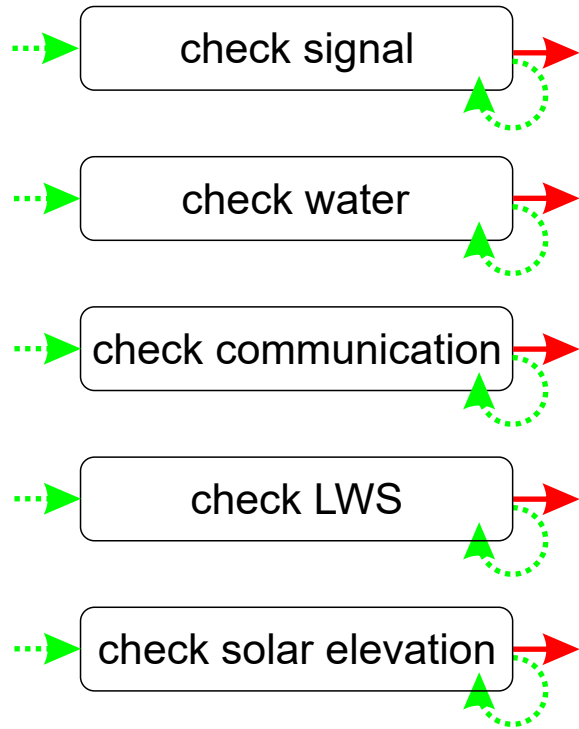 check signal
check water
check communication
check LWS
check solar elevation